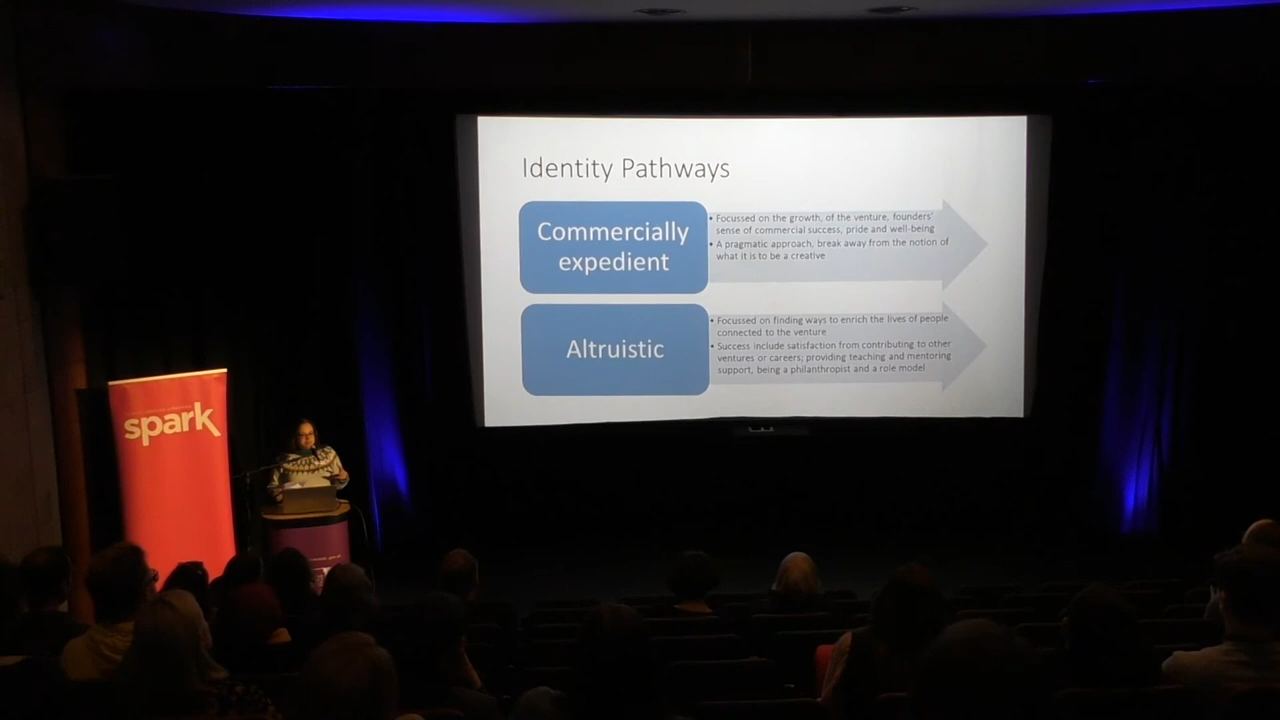 Identity Pathways
Commercially
expedient
• Focussed on the growth, of the venture, founders'
sense of commercial success, pride and well-being
• A pragmatic approach, break away from the notion of
what it is to be a creative
Altruistic
• Focussed on finding ways to enrich the lives of people
connected to the venture
• Success include satisfaction from contributing to other
ventures or careers; providing teaching and mentoring
support, being a philanthropist and a role model
spark